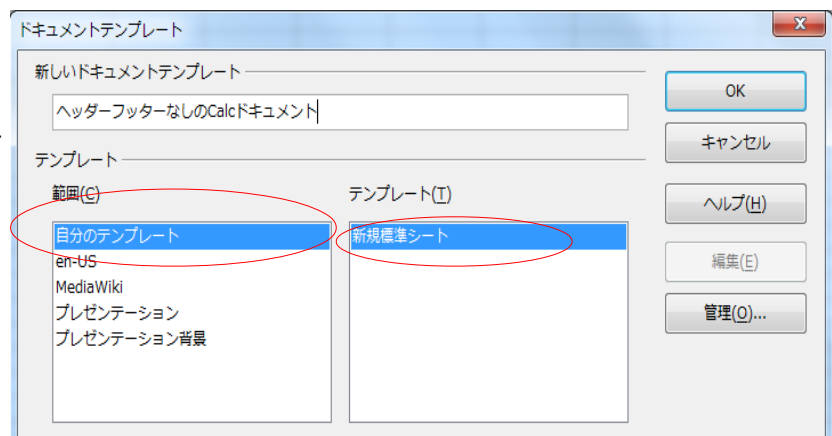 ドキュメントテンプレート
新しいドキュメントテンプレート
ヘッダーフッターなしのCalcドキュメント
テンプレート
範囲(C)
自分のテンプレート
en-US
MediaWiki
プレゼンテーション
プレゼンテーション背景
テンプレート(T)
新規標準シート
OK
キャンセル
ヘルプ(H)
編集(E)
管理(O)...